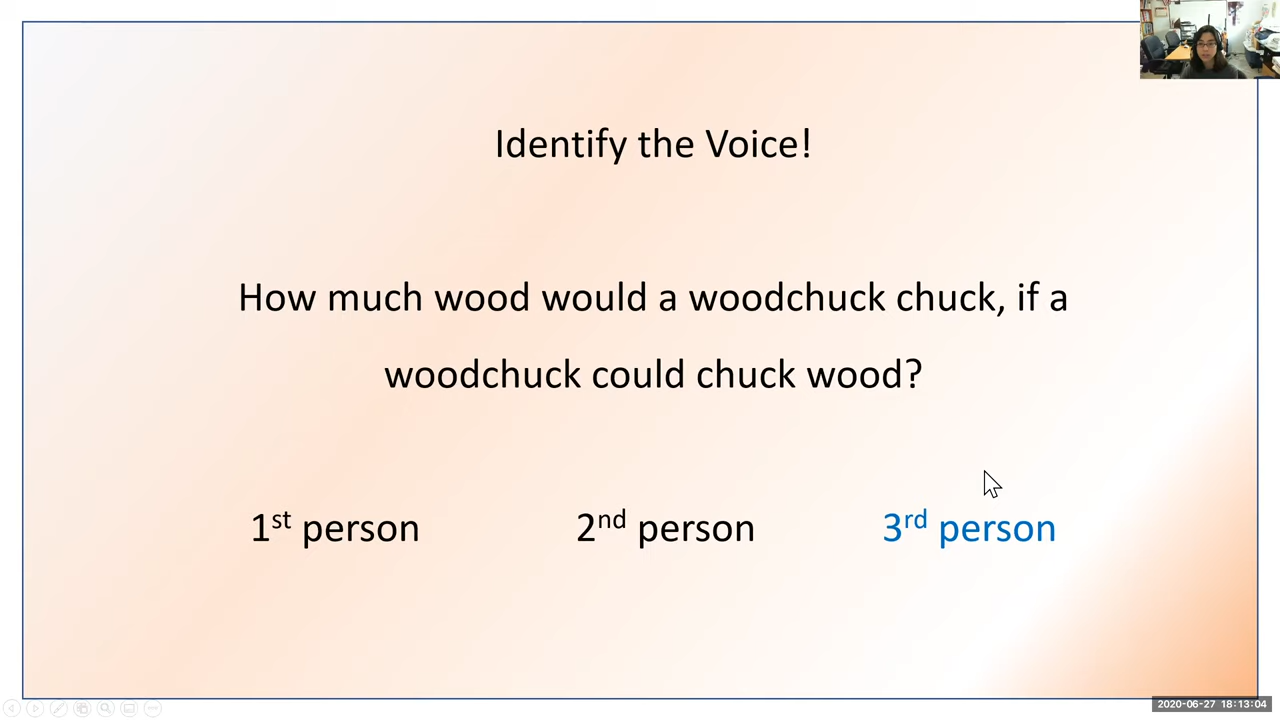 Identify the Voice!
How much wood would a woodchuck chuck, if a
woodchuck could chuck wood?
1st person 2nd person 3rd person
2020-06-27 18:13:04